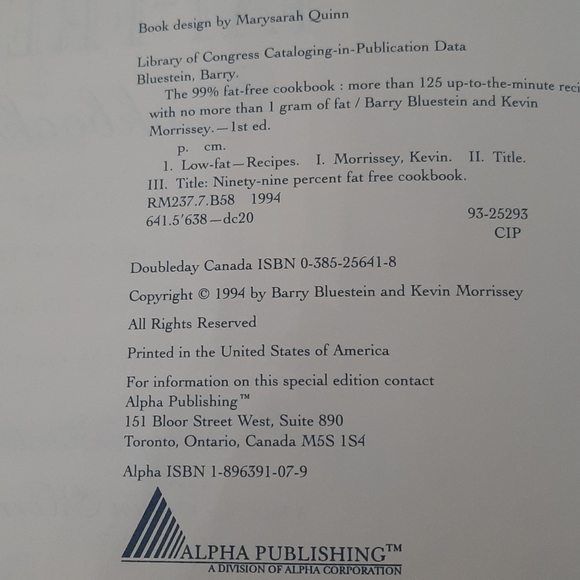 Book design by Marysarah Quinn
Library of Congress Cataloging-in-Publication Data
Bluestein, Barry.
The 99% fat-free cookbook : more than 125 up-to-the-minute reci
with no more than 1 gram of fat / Barry Bluestein and Kevin
Morrissey.—1st ed.
p. cm.
1. Low-fat—Recipes. I. Morrissey, Kevin. II. Title.
III. Title: Ninety-nine percent fat free cookbook.
RM237.7.B58 1994
641.5'638—dc20 93-25293
CIP
Doubleday Canada ISBN 0-385-25641-8
Copyright © 1994 by Barry Bluestein and Kevin Morrissey
All Rights Reserved
Printed in the United States of America
For information on this special edition contact
Alpha Publishing™
151 Bloor Street West, Suite 890
Toronto, Ontario, Canada M5S 1S4
Alpha ISBN 1-896391-07-9
ALPHA PUBLISHING™
A DIVISION OF ALPHA CORPORATION